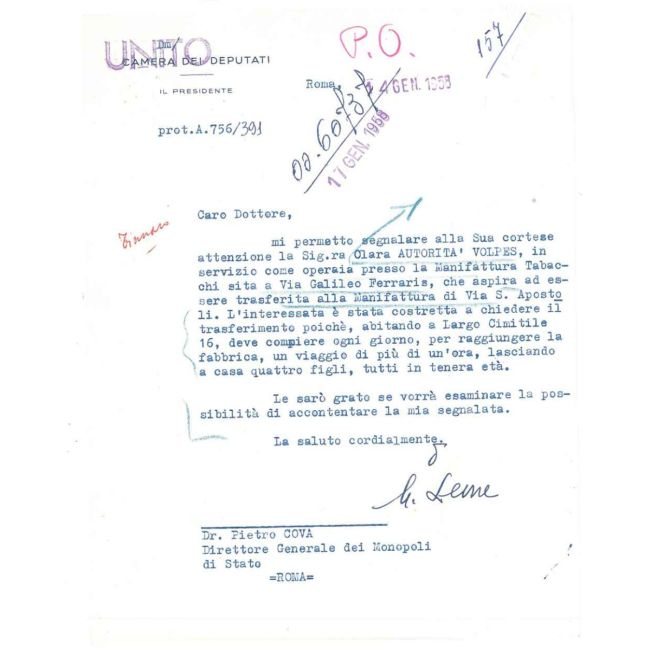 UNITO
Dm/
CAMERA DEI DEPUTATI
IL PRESIDENTE
prot.A.756/391
P.O.
157
Roma, 14 GEN. 1958
17 GEN. 1958
Caro Dottore,
mi permetto segnalare alla Sua cortese
attenzione la Sig.ra Clara AUTORITA' VOLPES, in
servizio come operaia presso la Manifattura Tabac-
chi sita a Via Galileo Ferraris, che aspira ad es-
sere trasferita alla Manifattura di Via S. Aposto
li. L'interessata è stata costretta a chiedere il
trasferimento poichè, abitando a Largo Cimitile
16, deve compiere ogni giorno, per raggiungere la
fabbrica, un viaggio di più di un'ora, lasciando
a casa quattro figli, tutti in tenera età.
Le sarò grato se vorrà esaminare la pos-
sibilità di accontentare la mia segnalata.
La saluto cordialmente,
Dr. Pietro COVA
Direttore Generale dei Monopoli
di Stato
=ROMA=